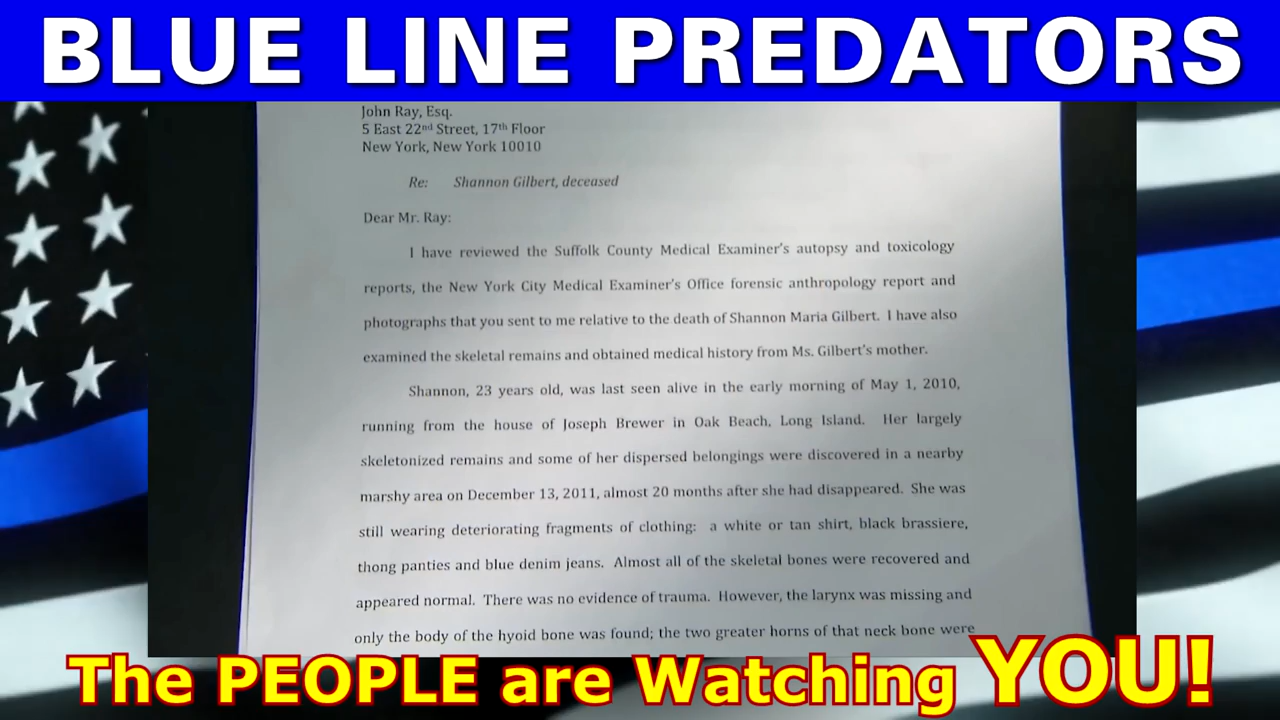 BLUE LINE PREDATORS
John Ray, Esq.
5 East 22nd Street, 17th Floor
New York, New York 10010
Re: Shannon Gilbert, deceased
Dear Mr. Ray:
I have reviewed the Suffolk County Medical Examiner's autopsy and toxicology
reports, the New York City Medical Examiner's Office forensic anthropology report and
photographs that you sent to me relative to the death of Shannon Maria Gilbert. I have also
examined the skeletal remains and obtained medical history from Ms. Gilbert's mother.
Shannon, 23 years old, was last seen alive in the early morning of May 1, 2010,
running from the house of Joseph Brewer in Oak Beach, Long Island. Her largely
skeletonized remains and some of her dispersed belongings were discovered in a nearby
marshy area on December 13, 2011, almost 20 months after she had disappeared. She was
still wearing deteriorating fragments of clothing: a white or tan shirt, black brassiere,
thong panties and blue denim jeans. Almost all of the skeletal bones were recovered and
appeared normal. There was no evidence of trauma. However, the larynx was missing and
only the body of the hyoid bone was found; the two greater horns of that neck bone were
The PEOPLE are Watching YOU!